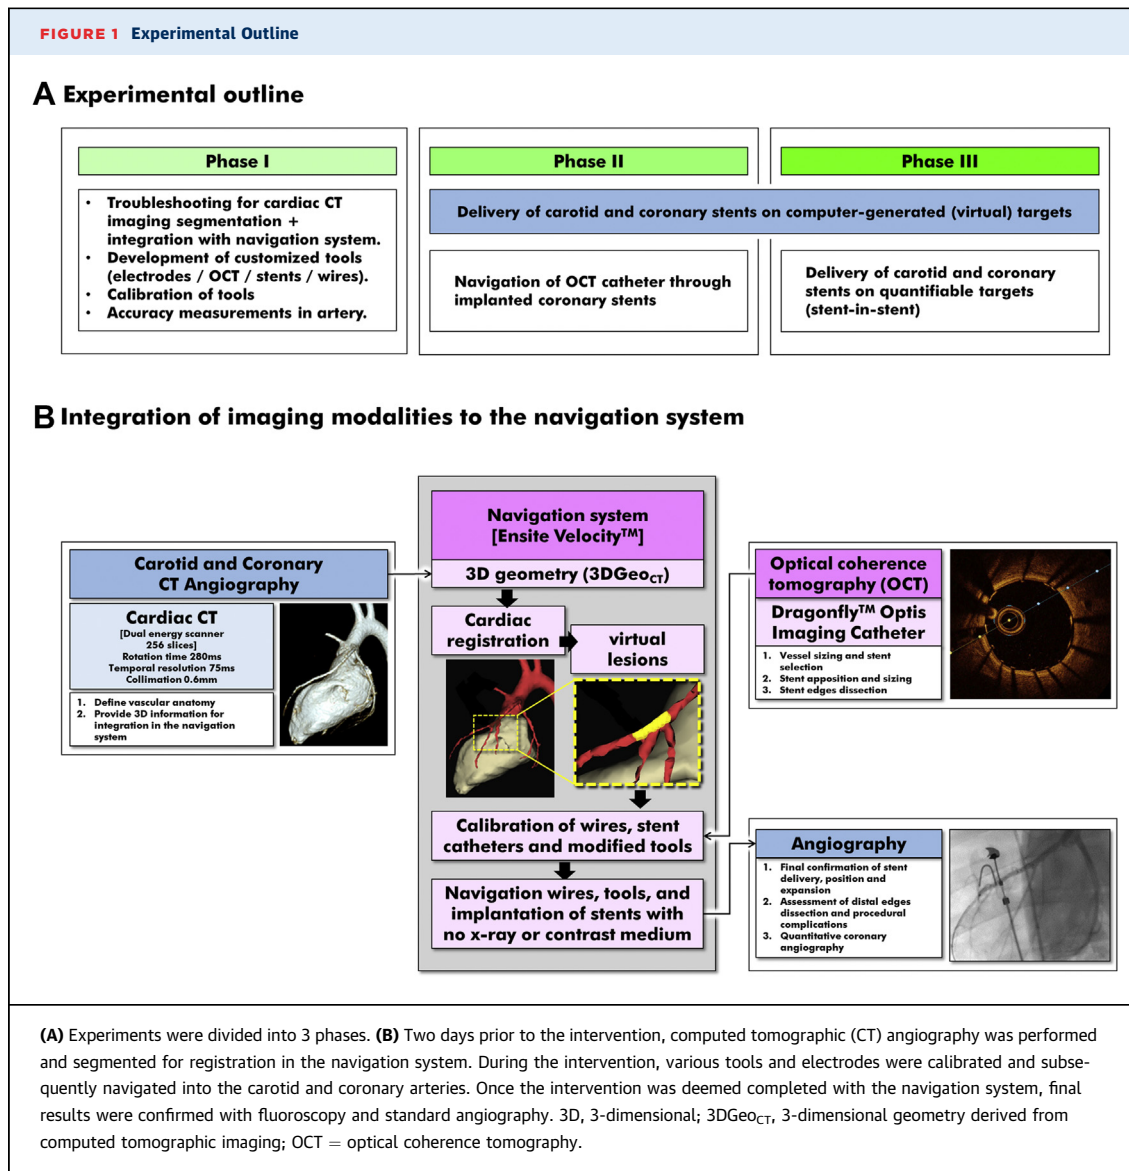 FIGURE 1 Experimental Outline
A Experimental outline
Phase I
• Troubleshooting for cardiac CT
imaging segmentation +
integration with navigation system.
• Development of customized tools
(electrodes / OCT / stents / wires).
• Calibration of tools
• Accuracy measurements in artery.
Phase II
Phase III
Delivery of carotid and coronary stents on computer-generated (virtual) targets
Navigation of OCT catheter through
implanted coronary stents
Delivery of carotid and coronary
stents on quantifiable targets
(stent-in-stent)
B Integration of imaging modalities to the navigation system
Carotid and Coronary
CT Angiography
Cardiac CT
[Dual energy scanner
256 slices]
Rotation time 280ms
Temporal resolution 75ms
Collimation 0.6mm
1. Define vascular anatomy
2. Provide 3D information for
integration in the navigation
system
Navigation system
[Ensite Velocity™]
3D geometry (3DGeoCT)
Cardiac
registration
virtual
lesions
Calibration of wires, stent
catheters and modified tools
Navigation wires, tools, and
implantation of stents with
no x-ray or contrast medium
Optical coherence
tomography (OCT)
Dragonfly™ Optis
Imaging Catheter
1. Vessel sizing and stent
selection
2. Stent apposition and sizing
3. Stent edges dissection
Angiography
1. Final confirmation of stent
delivery, position and
expansion
2. Assessment of distal edges
dissection and procedural
complications
3. Quantitative coronary
angiography
(A) Experiments were divided into 3 phases. (B) Two days prior to the intervention, computed tomographic (CT) angiography was performed
and segmented for registration in the navigation system. During the intervention, various tools and electrodes were calibrated and subse-
quently navigated into the carotid and coronary arteries. Once the intervention was deemed completed with the navigation system, final
results were confirmed with fluoroscopy and standard angiography. 3D, 3-dimensional; 3DGeoCT, 3-dimensional geometry derived from
computed tomographic imaging; OCT = optical coherence tomography.